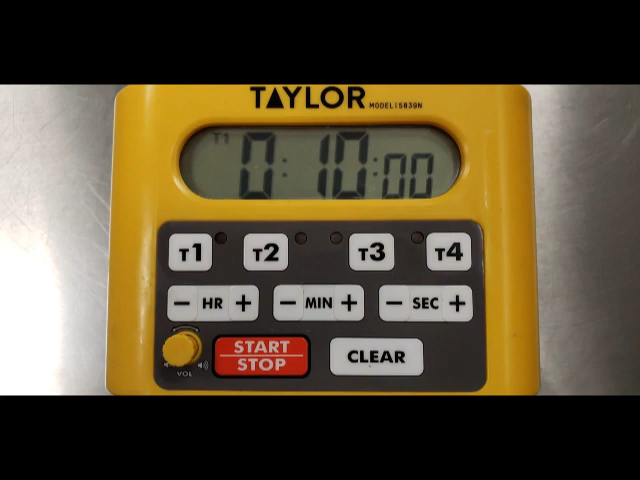 TAYLOR MODEL:5839N
T1 0:10:00
T1 T2 T3 T4
− HR + − MIN + − SEC +
START
STOP
CLEAR
VOL